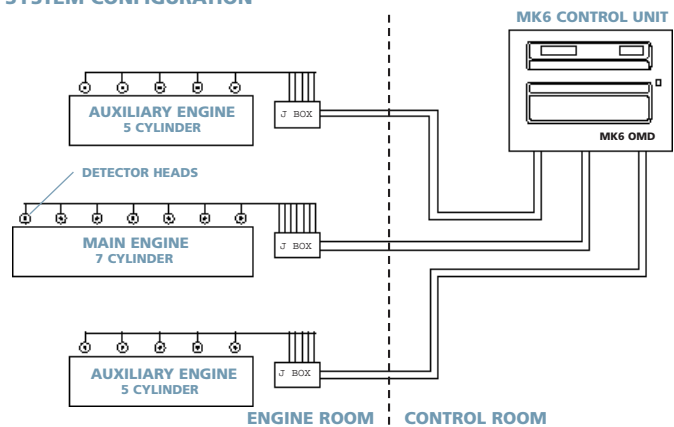 SYSTEM CONFIGURATION
MK6 CONTROL UNIT
AUXILIARY ENGINE
5 CYLINDER
J BOX
MK6 OMD
DETECTOR HEADS
MAIN ENGINE
7 CYLINDER
J BOX
AUXILIARY ENGINE
5 CYLINDER
J BOX
ENGINE ROOM
CONTROL ROOM